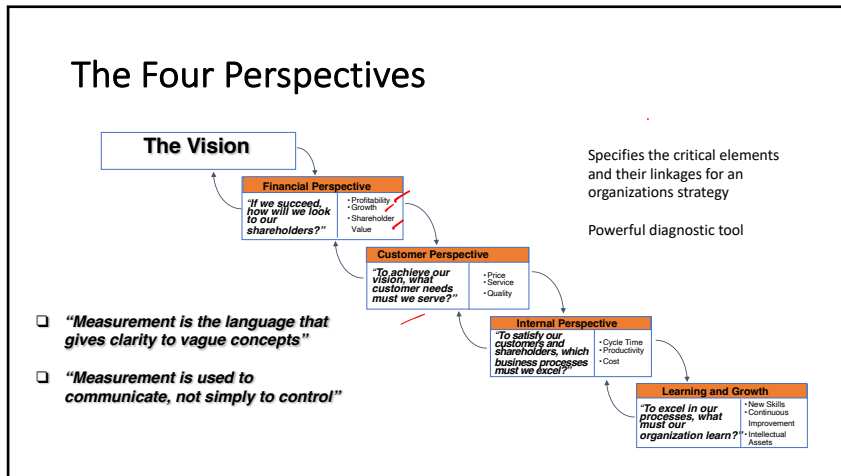 The Four Perspectives
The Vision
Specifies the critical elements
and their linkages for an
organizations strategy
Powerful diagnostic tool
Financial Perspective
“If we succeed,
how will we look
to our
shareholders?”
• Profitability
• Growth
• Shareholder
Value
Customer Perspective
“To achieve our
vision, what
customer needs
must we serve?”
• Price
• Service
• Quality
Internal Perspective
“To satisfy our
customers and
shareholders, which
business processes
must we excel?”
• Cycle Time
• Productivity
• Cost
Learning and Growth
“To excel in our
processes, what
must our
organization learn?”
• New Skills
• Continuous
Improvement
• Intellectual
Assets
❑ “Measurement is the language that
gives clarity to vague concepts”
❑ “Measurement is used to
communicate, not simply to control”